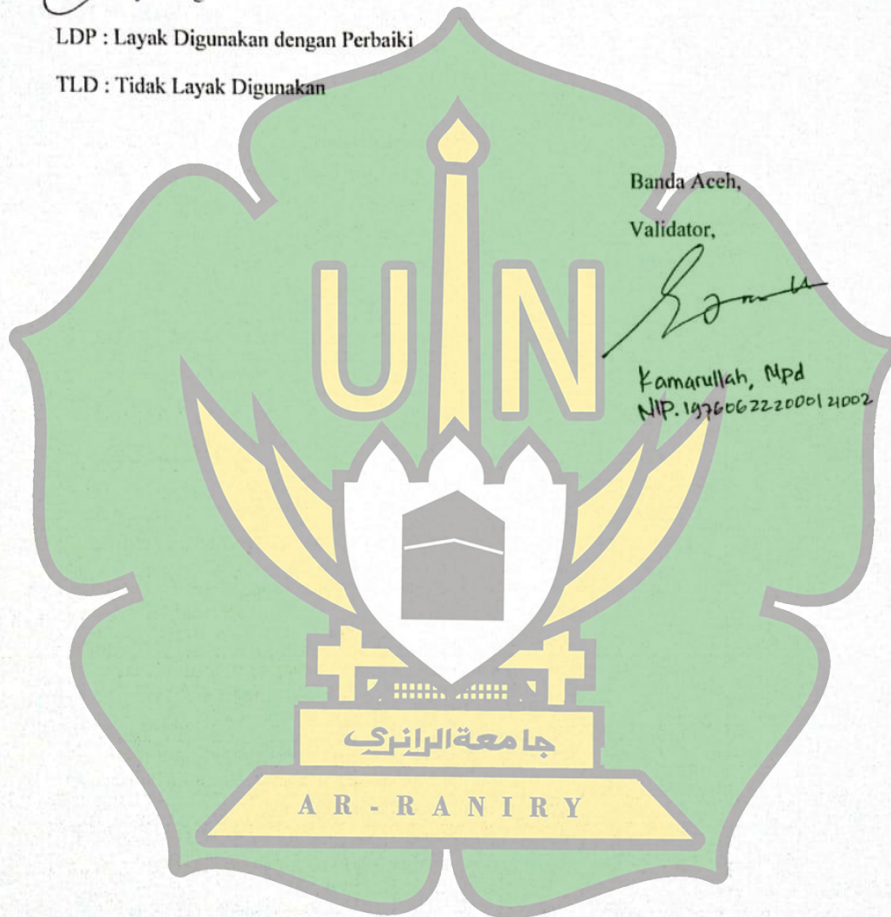 LDP : Layak Digunakan dengan Perbaiki
TLD : Tidak Layak Digunakan
Banda Aceh,
Validator,
Kamarullah, Mpd
NIP. 197606222000121002
UIN
جامعة الرانري
AR-RANIRY